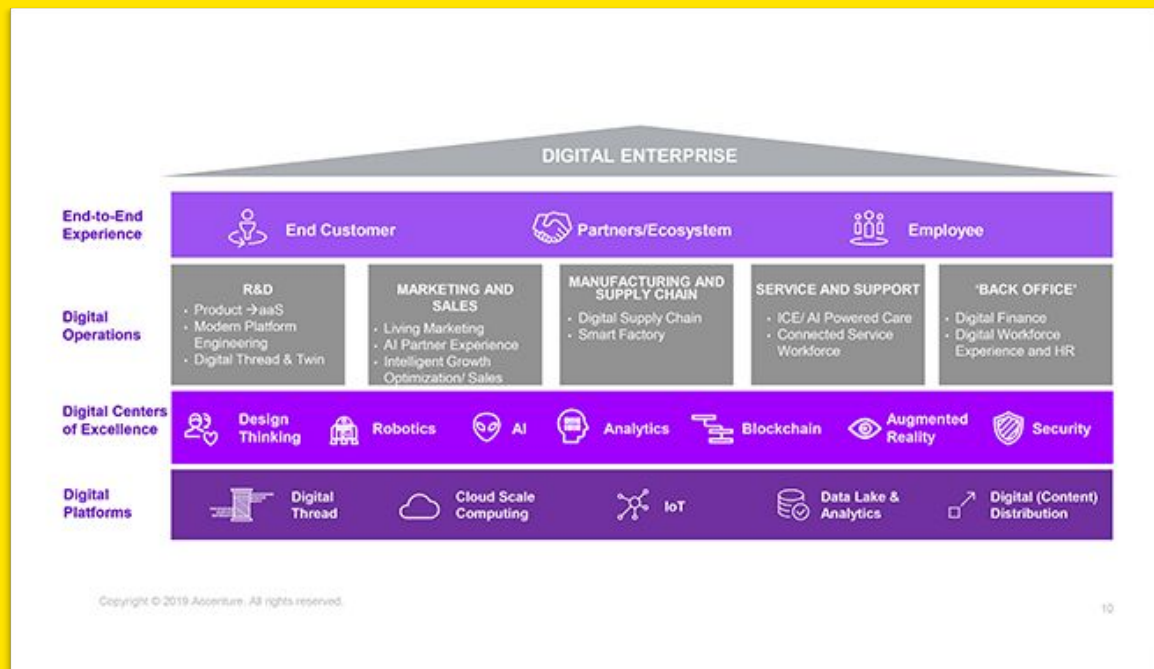 DIGITAL ENTERPRISE
End-to-End
Experience
End Customer
Partners/Ecosystem
Employee
Digital
Operations
R&D
• Product →aaS
• Modern Platform
Engineering
• Digital Thread & Twin
MARKETING AND
SALES
• Living Marketing
• AI Partner Experience
• Intelligent Growth
Optimization/ Sales
MANUFACTURING AND
SUPPLY CHAIN
• Digital Supply Chain
• Smart Factory
SERVICE AND SUPPORT
• ICE/ AI Powered Care
• Connected Service
Workforce
‘BACK OFFICE’
• Digital Finance
• Digital Workforce
Experience and HR
Digital Centers
of Excellence
Design
Thinking
Robotics
AI
Analytics
Blockchain
Augmented
Reality
Security
Digital
Platforms
Digital
Thread
Cloud Scale
Computing
IoT
Data Lake &
Analytics
Digital (Content)
Distribution
Copyright © 2019 Accenture. All rights reserved.
10